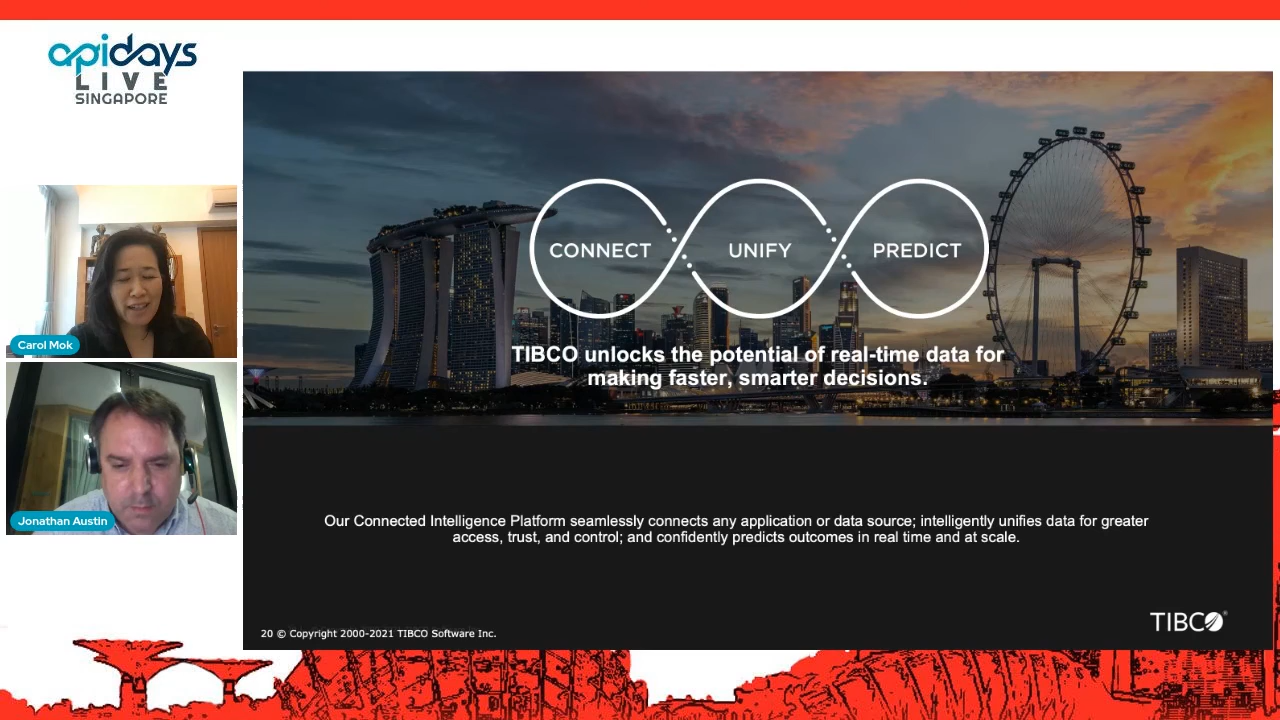 apidays
LIVE
SINGAPORE
Carol Mok
Jonathan Austin
CONNECT
UNIFY
PREDICT
TIBCO unlocks the potential of real-time data for
making faster, smarter decisions.
Our Connected Intelligence Platform seamlessly connects any application or data source; intelligently unifies data for greater
access, trust, and control; and confidently predicts outcomes in real time and at scale.
20 © Copyright 2000-2021 TIBCO Software Inc.
TIBCO®